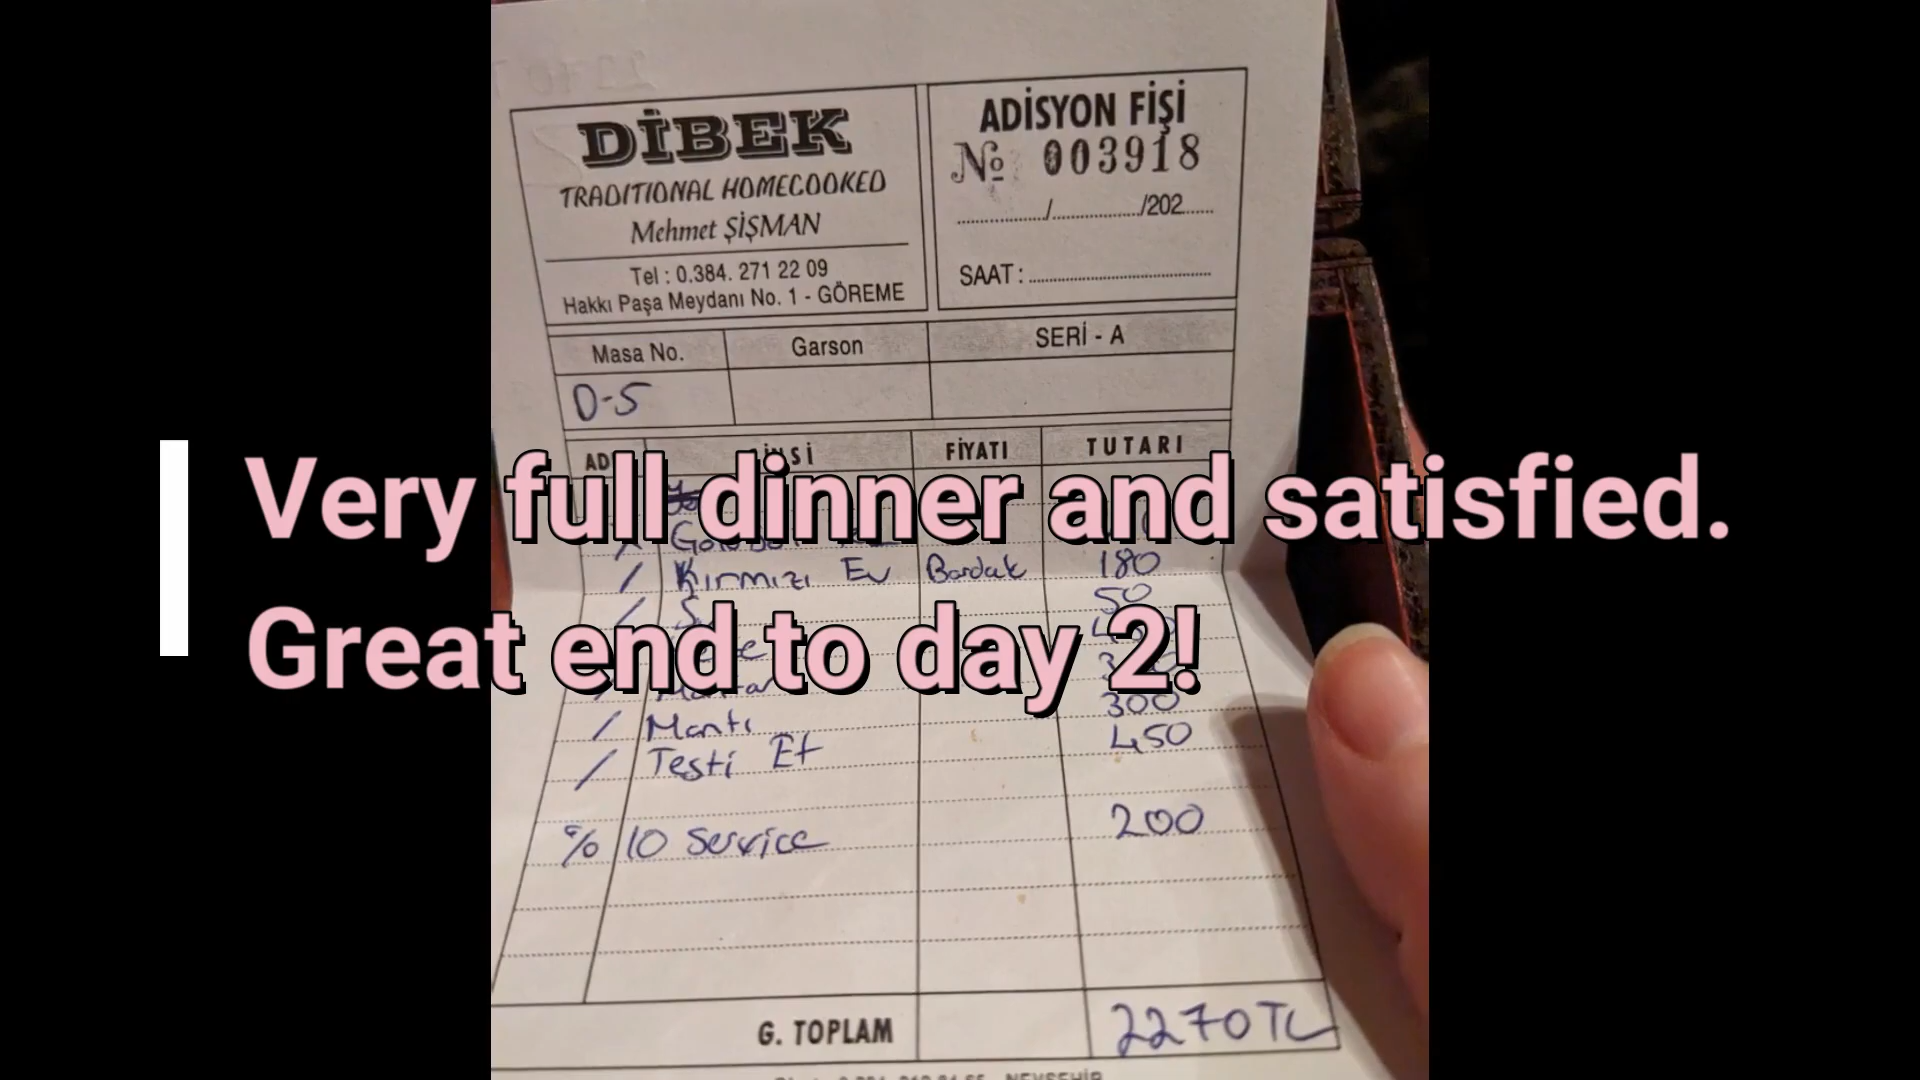 DİBEK
TRADITIONAL HOMECOOKED
Mehmet ŞİŞMAN
Tel : 0.384. 271 22 09
Hakkı Paşa Meydanı No. 1 - GÖREME
ADİSYON FİŞİ
№ 003918
/ /202
SAAT :
Masa No. Garson SERİ - A
D-5
FİYATI TUTARI
Very full dinner and satisfied.
/ Kırmızı Ev Bardak 180
50
Great end to day 2!
300
/ Mantı
/ Testi Et 450
% 10 Service 200
G. TOPLAM 2270 TL
NEVŞEHİR